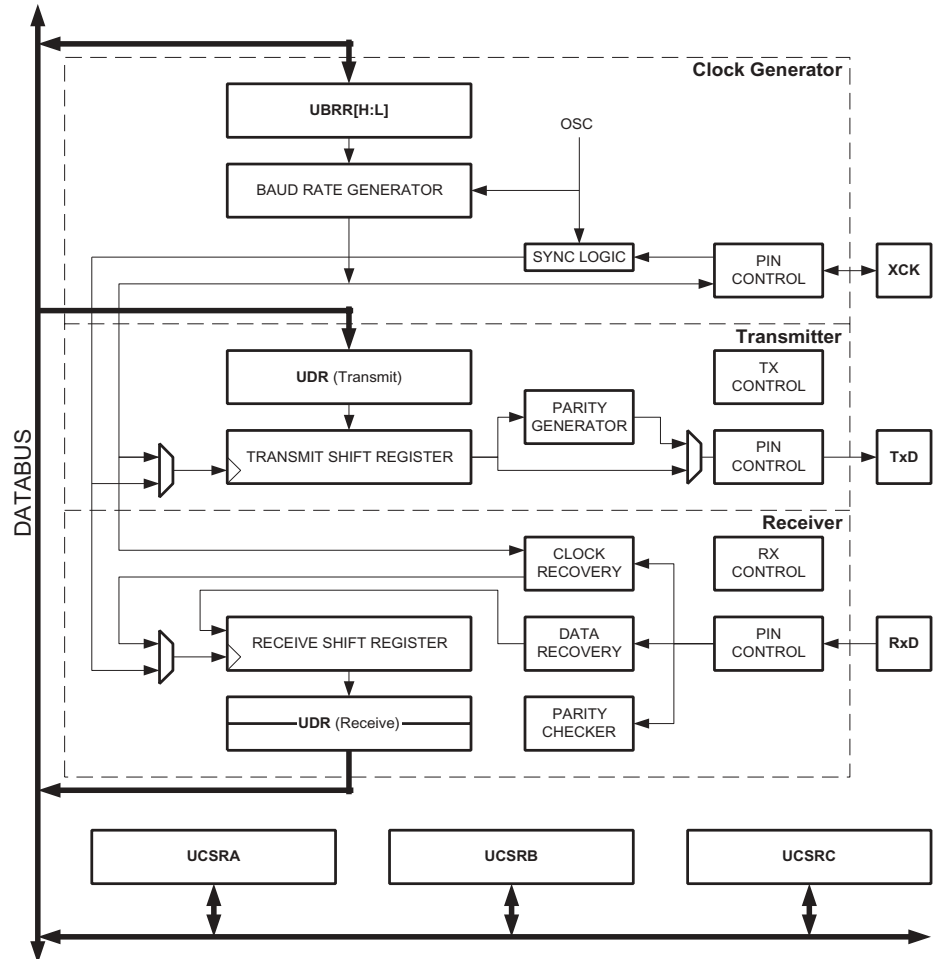 Clock Generator
UBRR[H:L]
OSC
BAUD RATE GENERATOR
SYNC LOGIC
PIN
CONTROL
XCK
Transmitter
UDR (Transmit)
TX
CONTROL
PARITY
GENERATOR
TRANSMIT SHIFT REGISTER
PIN
CONTROL
TxD
DATABUS
Receiver
CLOCK
RECOVERY
RX
CONTROL
RECEIVE SHIFT REGISTER
DATA
RECOVERY
PIN
CONTROL
RxD
UDR (Receive)
PARITY
CHECKER
UCSRA
UCSRB
UCSRC